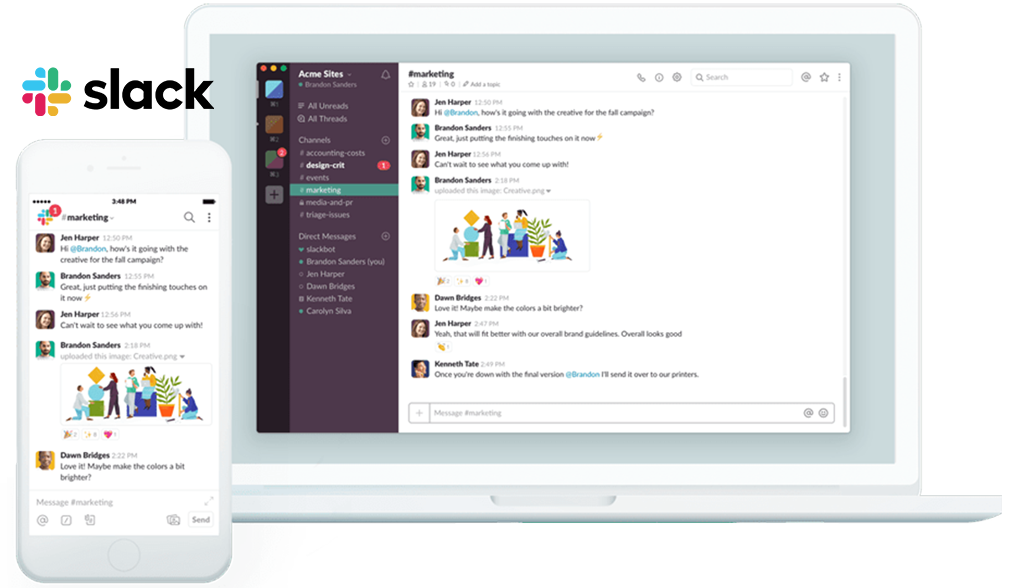 slack
3:48 PM
1
#marketing
Jen Harper 12:50 PM
Hi @Brandon, how's it going with the
creative for the fall campaign?
Brandon Sanders 12:55 PM
Great, just putting the finishing touches on
it now
Jen Harper 12:56 PM
Can't wait to see what you come up with!
Brandon Sanders 2:18 PM
uploaded this image: Creative.png
2 8 1
Dawn Bridges 2:22 PM
Love it! Maybe make the colors a bit
brighter?
Message #marketing
Send
⌘1
⌘2
2
⌘3
Acme Sites
Brandon Sanders
All Unreads
All Threads
Channels
# accounting-costs
# design-crit 1
# events
# marketing
media-and-pr
# triage-issues
Direct Messages
slackbot
Brandon Sanders (you)
Jen Harper
Dawn Bridges
Kenneth Tate
Carolyn Silva
#marketing
19 | 0 | Add a topic
Search
Jen Harper 12:50 PM
Hi @Brandon, how's it going with the creative for the fall campaign?
Brandon Sanders 12:55 PM
Great, just putting the finishing touches on it now
Jen Harper 12:56 PM
Can't wait to see what you come up with!
Brandon Sanders 2:18 PM
uploaded this image: Creative.png
2 8 1
Dawn Bridges 2:22 PM
Love it! Maybe make the colors a bit brighter?
Jen Harper 2:47 PM
Yeah, that will fit better with our overall brand guidelines. Overall looks good
1
Kenneth Tate 2:49 PM
Once you're down with the final version @Brandon I'll send it over to our printers.
Message #marketing